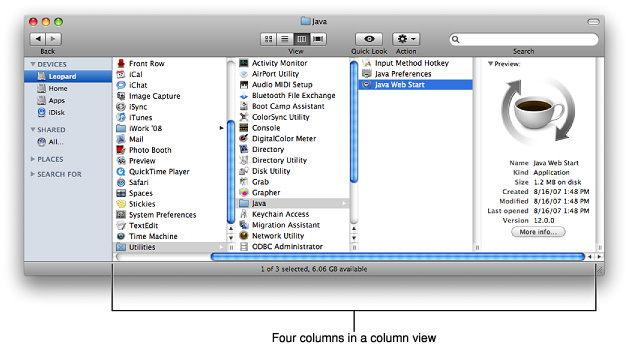 Java
Back
View
Quick Look
Action
Search
DEVICES
Leopard
Home
Apps
iDisk
SHARED
All...
PLACES
SEARCH FOR
Front Row
iCal
iChat
Image Capture
iSync
iTunes
iWork '08
Mail
Photo Booth
Preview
QuickTime Player
Safari
Spaces
Stickies
System Preferences
TextEdit
Time Machine
Utilities
Activity Monitor
AirPort Utility
Audio MIDI Setup
Bluetooth File Exchange
Boot Camp Assistant
ColorSync Utility
Console
DigitalColor Meter
Directory
Directory Utility
Disk Utility
Grab
Grapher
Java
Keychain Access
Migration Assistant
Network Utility
ODBC Administrator
Input Method Hotkey
Java Preferences
Java Web Start
Preview:
Name Java Web Start
Kind Application
Size 1.2 MB on disk
Created 8/16/07 1:48 PM
Modified 8/16/07 1:48 PM
Last opened 8/16/07 1:48 PM
Version 12.0.0
More info...
1 of 3 selected, 6.06 GB available
Four columns in a column view